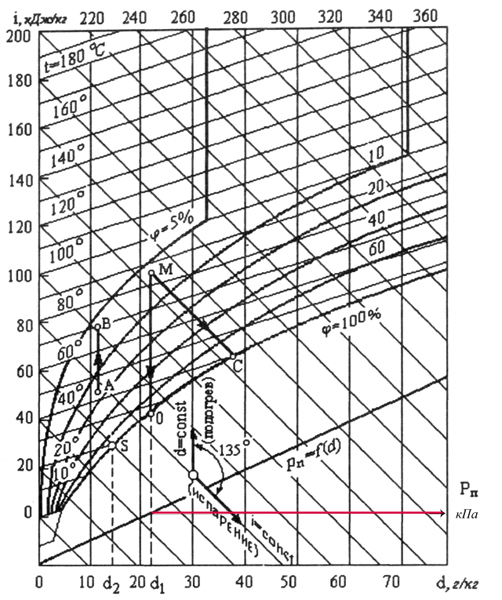 i, кДж/кг 220 240 260 280 300 320 340 360
200
180
160
140
120
100
80
60
40
20
0
t=180 °C
160°
140°
120°
100°
80°
60°
40°
20°
10°
φ=5%
10
20
40
60
φ=100%
M
B
A
C
S
0
d=const
(подогрев)
135°
Pп=f(d)
(испарение)
i=const
Pп
кПа
0 10 20 30 40 50 60 70 d, г/кг
d2 d1